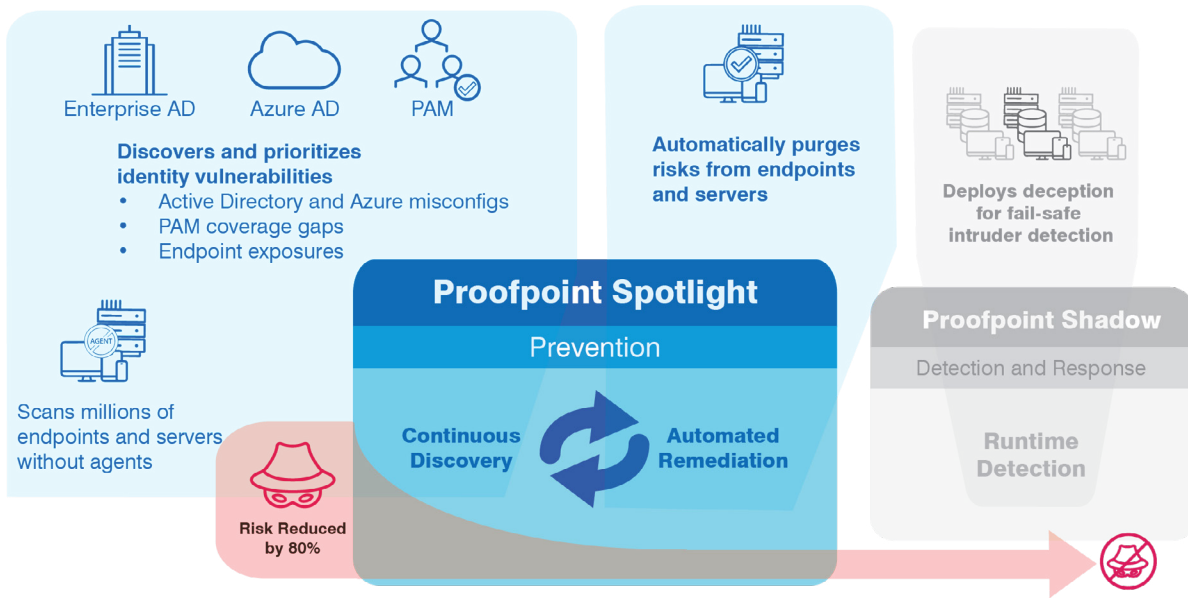 Enterprise AD
Azure AD
PAM
Discovers and prioritizes
identity vulnerabilities
• Active Directory and Azure misconfigs
• PAM coverage gaps
• Endpoint exposures
AGENT
Scans millions of
endpoints and servers
without agents
Automatically purges
risks from endpoints
and servers
Deploys deception
for fail-safe
intruder detection
Proofpoint Spotlight
Prevention
Continuous
Discovery
Automated
Remediation
Risk Reduced
by 80%
Proofpoint Shadow
Detection and Response
Runtime
Detection